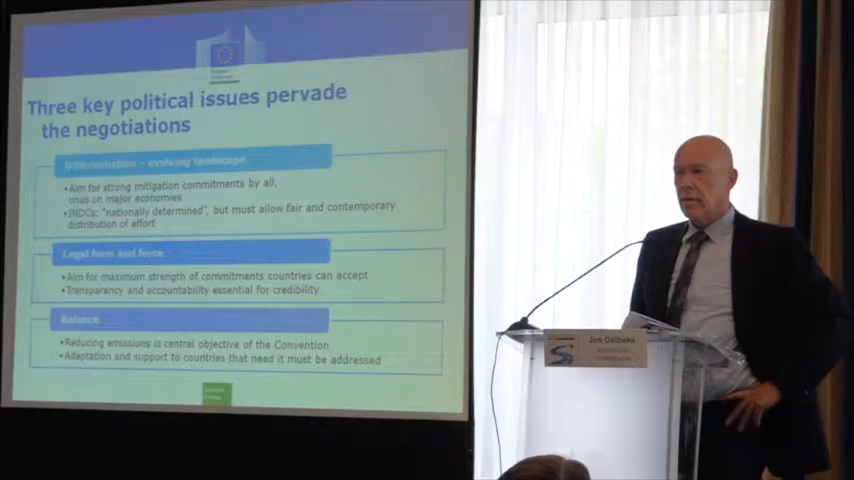 Three key political issues pervade
the negotiations
Differentiation – evolving landscape
•Aim for strong mitigation commitments by all,
onus on major economies
•INDCs: "nationally determined", but must allow fair and contemporary
distribution of effort
Legal form and force
•Aim for maximum strength of commitments countries can accept
•Transparency and accountability essential for credibility
Balance
•Reducing emissions is central objective of the Convention
•Adaptation and support to countries that need it must be addressed
Jos Delbeke